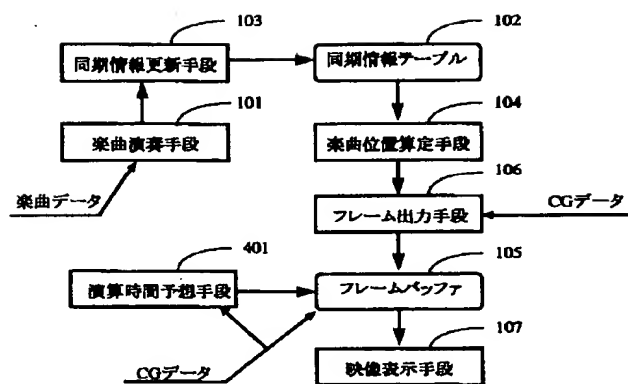 103
102
同期情報更新手段
同期情報テーブル
101
104
楽曲演奏手段
楽曲位置算定手段
106
楽曲データ
フレーム出力手段
CGデータ
401
105
演算時間予想手段
フレームバッファ
107
CGデータ
映像表示手段